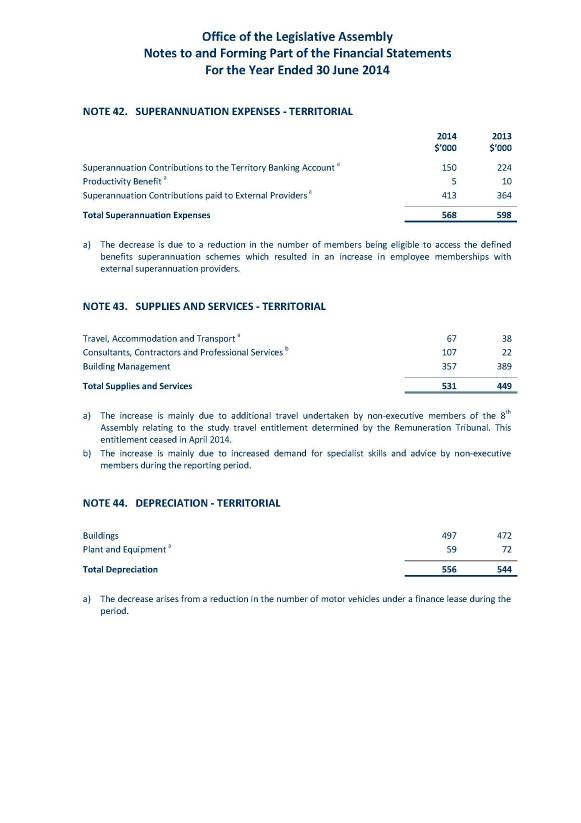 Office of the Legislative Assembly
Notes to and Forming Part of the Financial Statements
For the Year Ended 30 June 2014
NOTE 42. SUPERANNUATION EXPENSES - TERRITORIAL
2014 2013
$'000 $'000
Superannuation Contributions to the Territory Banking Account a 150 224
Productivity Benefit a 5 10
Superannuation Contributions paid to External Providers a 413 364
Total Superannuation Expenses 568 598
a) The decrease is due to a reduction in the number of members being eligible to access the defined
benefits superannuation schemes which resulted in an increase in employee memberships with
external superannuation providers.
NOTE 43. SUPPLIES AND SERVICES - TERRITORIAL
Travel, Accommodation and Transport a 67 38
Consultants, Contractors and Professional Services b 107 22
Building Management 357 389
Total Supplies and Services 531 449
a) The increase is mainly due to additional travel undertaken by non-executive members of the 8th
Assembly relating to the study travel entitlement determined by the Remuneration Tribunal. This
entitlement ceased in April 2014.
b) The increase is mainly due to increased demand for specialist skills and advice by non-executive
members during the reporting period.
NOTE 44. DEPRECIATION - TERRITORIAL
Buildings 497 472
Plant and Equipment a 59 72
Total Depreciation 556 544
a) The decrease arises from a reduction in the number of motor vehicles under a finance lease during the
period.